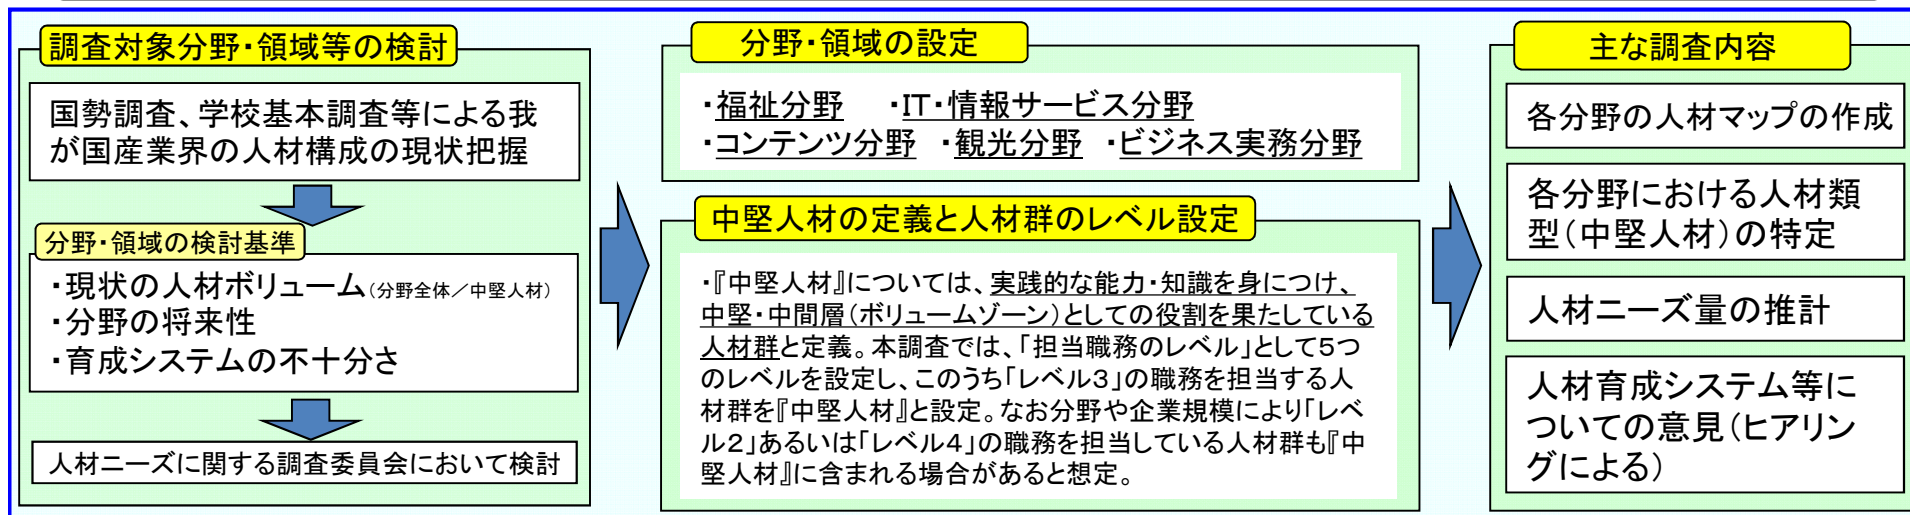 調査対象分野・領域等の検討
国勢調査、学校基本調査等による我
が国産業界の人材構成の現状把握
分野・領域の検討基準
・現状の人材ボリューム（分野全体／中堅人材）
・分野の将来性
・育成システムの不十分さ
人材ニーズに関する調査委員会において検討
分野・領域の設定
・福祉分野　・IT・情報サービス分野
・コンテンツ分野　・観光分野　・ビジネス実務分野
中堅人材の定義と人材群のレベル設定
・『中堅人材』については、実践的な能力・知識を身につけ、
中堅・中間層（ボリュームゾーン）としての役割を果たしている
人材群と定義。本調査では、「担当職務のレベル」として５つ
のレベルを設定し、このうち「レベル３」の職務を担当する人
材群を『中堅人材』と設定。なお分野や企業規模により「レベ
ル２」あるいは「レベル４」の職務を担当している人材群も『中
堅人材』に含まれる場合があると想定。
主な調査内容
各分野の人材マップの作成
各分野における人材類
型（中堅人材）の特定
人材ニーズ量の推計
人材育成システム等に
ついての意見（ヒアリン
グによる）